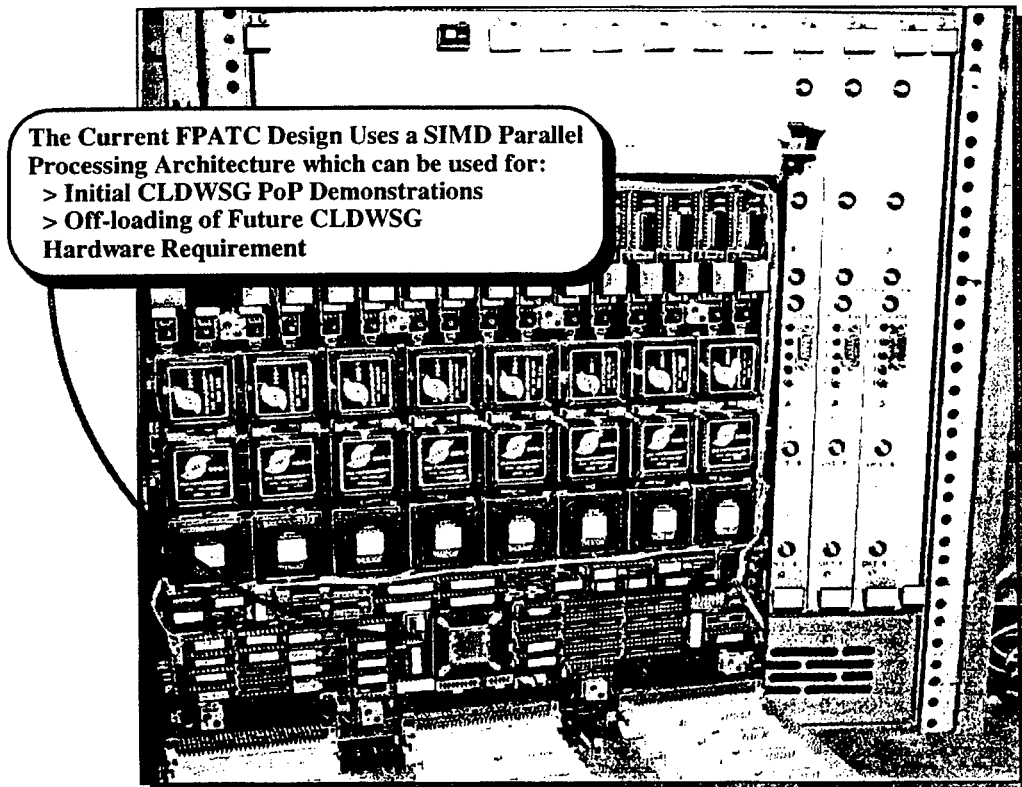 The Current FPATC Design Uses a SIMD Parallel
Processing Architecture which can be used for:
> Initial CLDWSG PoP Demonstrations
> Off-loading of Future CLDWSG
Hardware Requirement